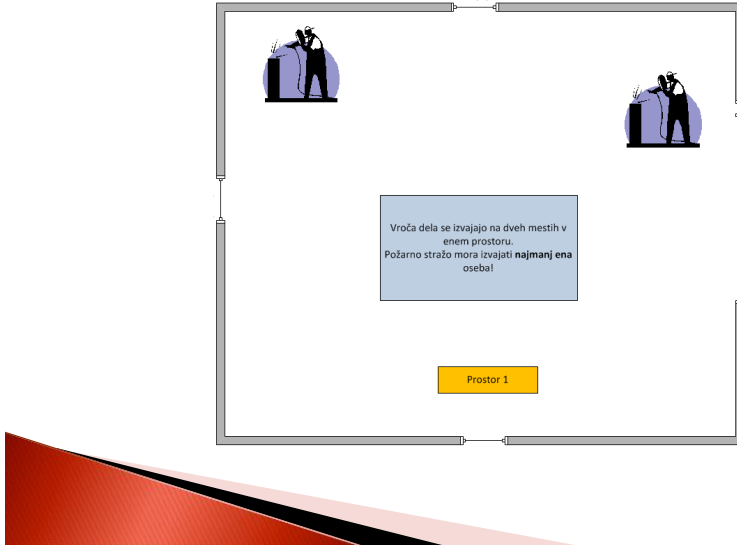 Vroča dela se izvajajo na dveh mestih v
enem prostoru.
Požarno stražo mora izvajati najmanj ena
oseba!
Prostor 1